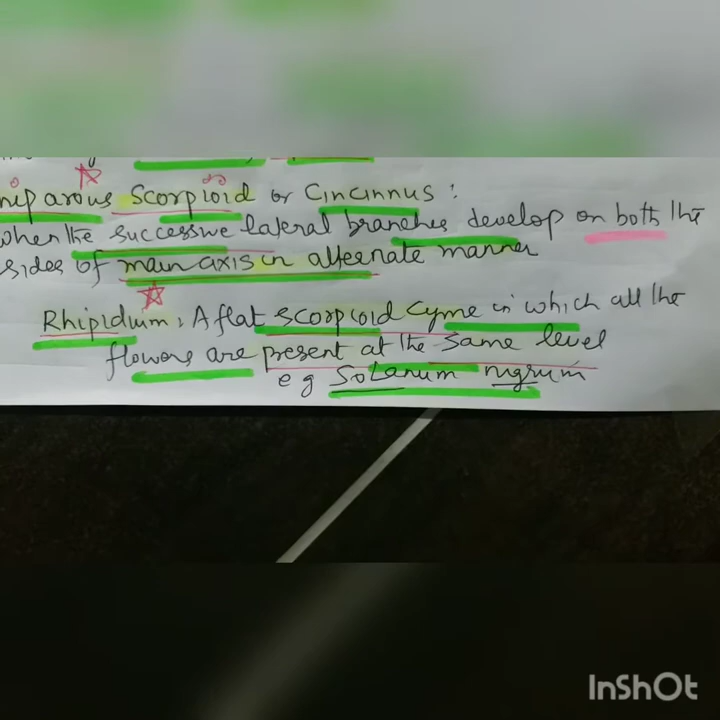 niparous Scorpioid or Cincinnus:
when the successive lateral branches develop on both the
sides of main axis in alternate manner
Rhipidium: A flat scorpioid cyme in which all the
flowers are present at the same level
eg Solanum nigrum
InShOt